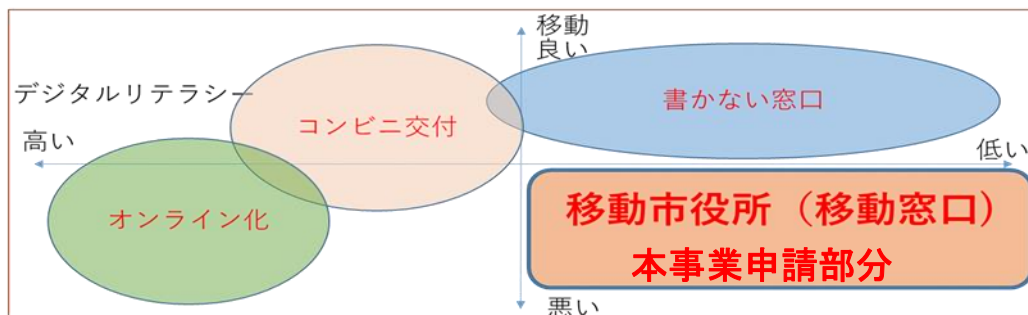 移動
良い
デジタルリテラシー
書かない窓口
コンビニ交付
高い
低い
移動市役所（移動窓口）
オンライン化
本事業申請部分
悪い